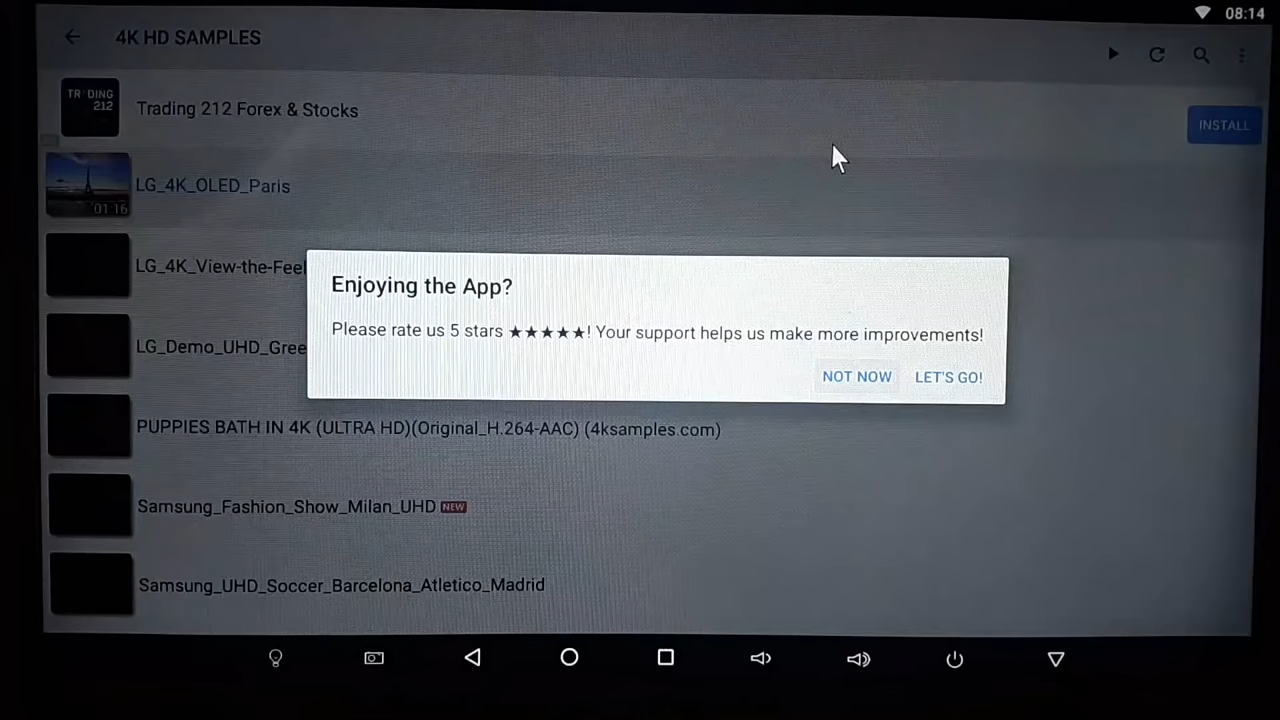 08:14
4K HD SAMPLES
TR DING
212
Trading 212 Forex & Stocks
INSTALL
LG_4K_OLED_Paris
01:16
LG_4K_View-the-Feel
Enjoying the App?
Please rate us 5 stars ★★★★★! Your support helps us make more improvements!
LG_Demo_UHD_Gree
NOT NOW LET'S GO!
PUPPIES BATH IN 4K (ULTRA HD)(Original_H.264-AAC) (4ksamples.com)
Samsung_Fashion_Show_Milan_UHD NEW
Samsung_UHD_Soccer_Barcelona_Atletico_Madrid